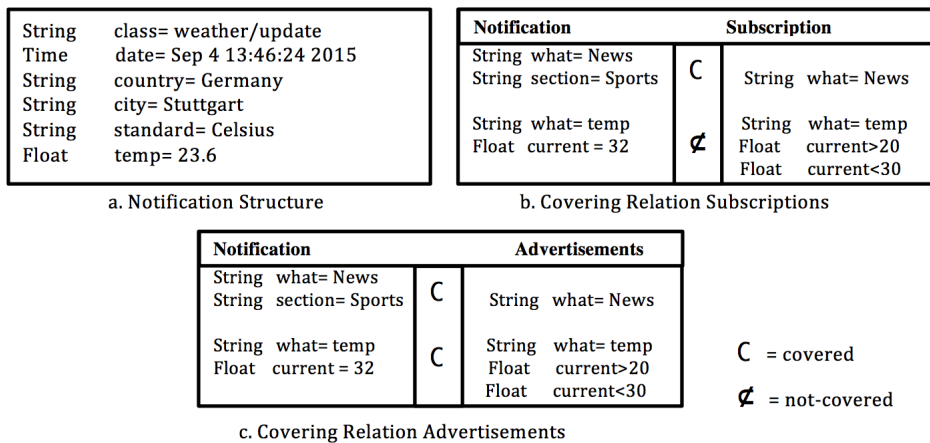 String class= weather/update
Time date= Sep 4 13:46:24 2015
String country= Germany
String city= Stuttgart
String standard= Celsius
Float temp= 23.6
a. Notification Structure
Notification Subscription
String what= News
String section= Sports
C
String what= News
String what= temp
Float current = 32
⊄
String what= temp
Float current>20
Float current<30
b. Covering Relation Subscriptions
Notification Advertisements
String what= News
String section= Sports
C
String what= News
String what= temp
Float current = 32
C
String what= temp
Float current>20
Float current<30
c. Covering Relation Advertisements
C = covered
⊄ = not-covered